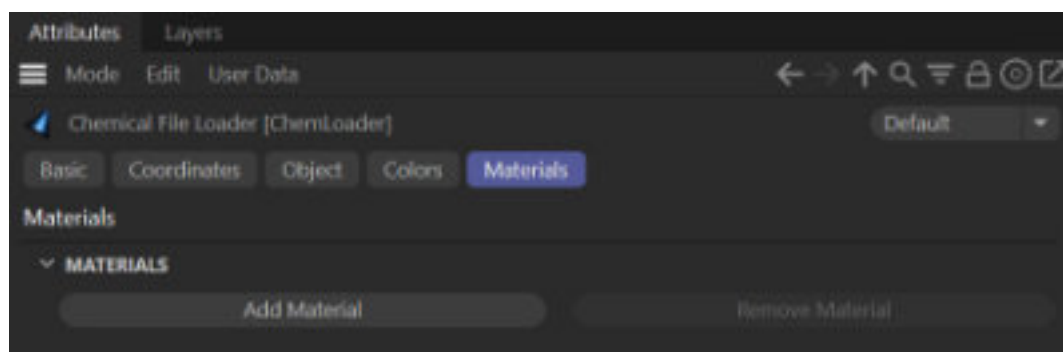 Attributes Layers
Mode Edit User Data
Chemical File Loader [ChemLoader] Default
Basic Coordinates Object Colors Materials
Materials
MATERIALS
Add Material Remove Material